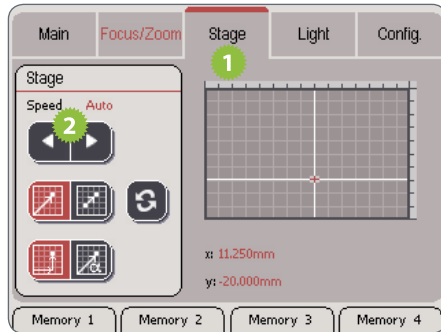 Main Focus/Zoom Stage Light Config.
1
Stage
Speed Auto
2
x: 11.250mm
y: -20.000mm
Memory 1 Memory 2 Memory 3 Memory 4